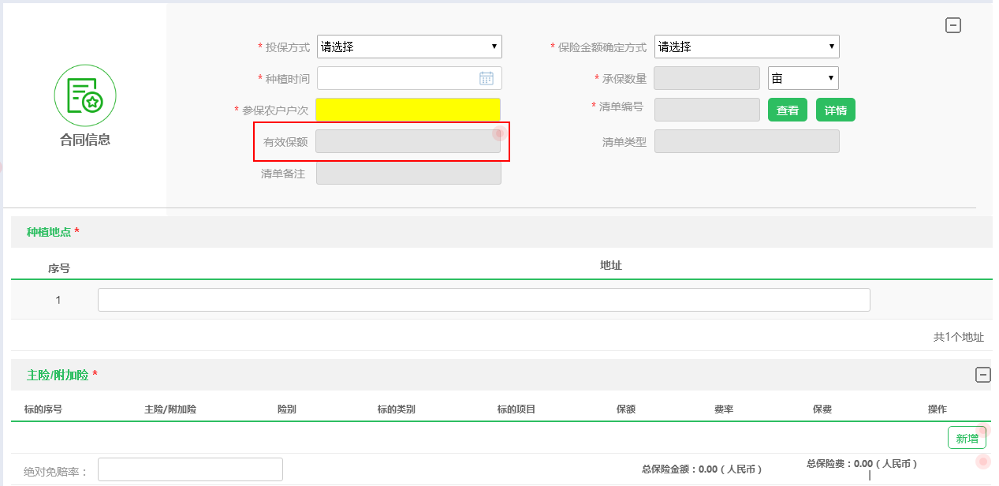 * 投保方式 请选择 * 保险金额确定方式 请选择
* 种植时间 * 承保数量 亩
* 参保农户户次 * 清单编号 查看 详情
合同信息
有效保额 清单类型
清单备注
种植地点 *
序号 地址
1
共1个地址
主险/附加险 *
标的序号 主险/附加险 险别 标的类别 标的项目 保额 费率 保费 操作
新增
绝对免赔率： 总保险金额：0.00（人民币） 总保险费：0.00（人民币）